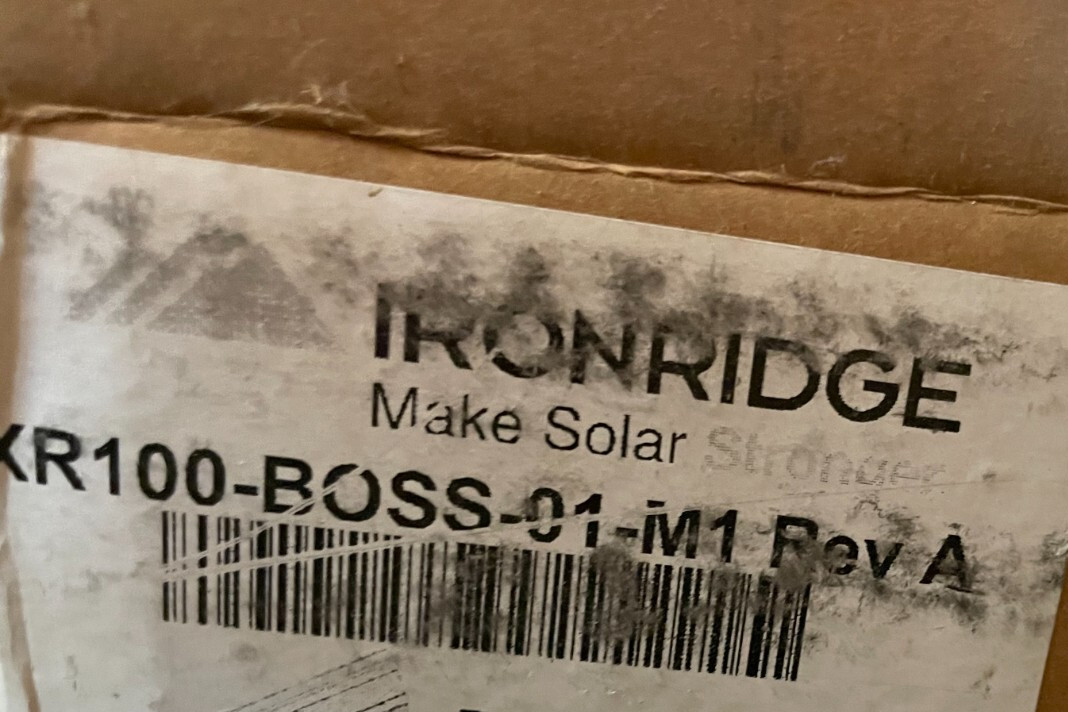 IRONRIDGE
Make Solar Stronger
XR100-BOSS-01-M1 Rev A